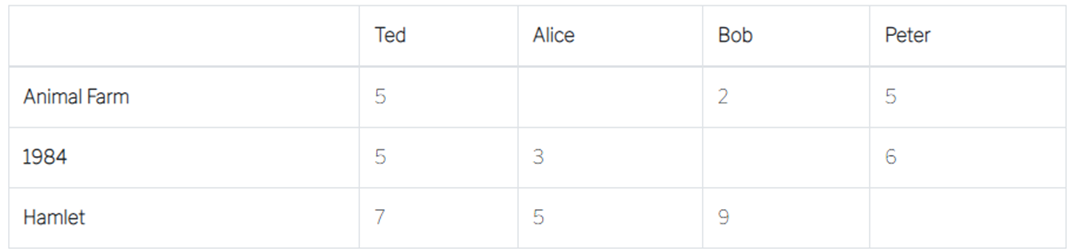 Ted Alice Bob Peter
Animal Farm 5 2 5
1984 5 3 6
Hamlet 7 5 9